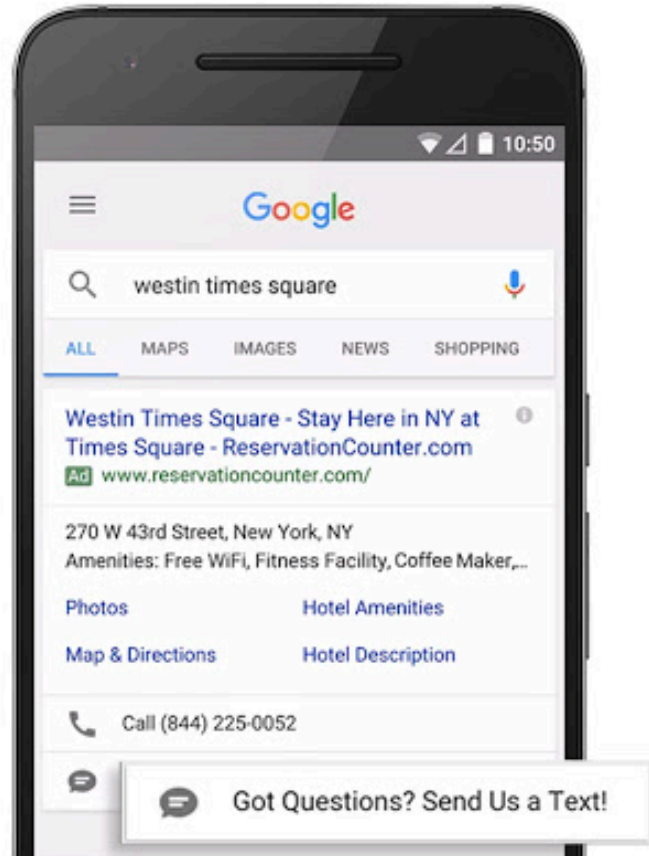 10:50
Google
westin times square
ALL MAPS IMAGES NEWS SHOPPING
Westin Times Square - Stay Here in NY at
Times Square - ReservationCounter.com
Ad www.reservationcounter.com/
270 W 43rd Street, New York, NY
Amenities: Free WiFi, Fitness Facility, Coffee Maker,...
Photos Hotel Amenities
Map & Directions Hotel Description
Call (844) 225-0052
Got Questions? Send Us a Text!